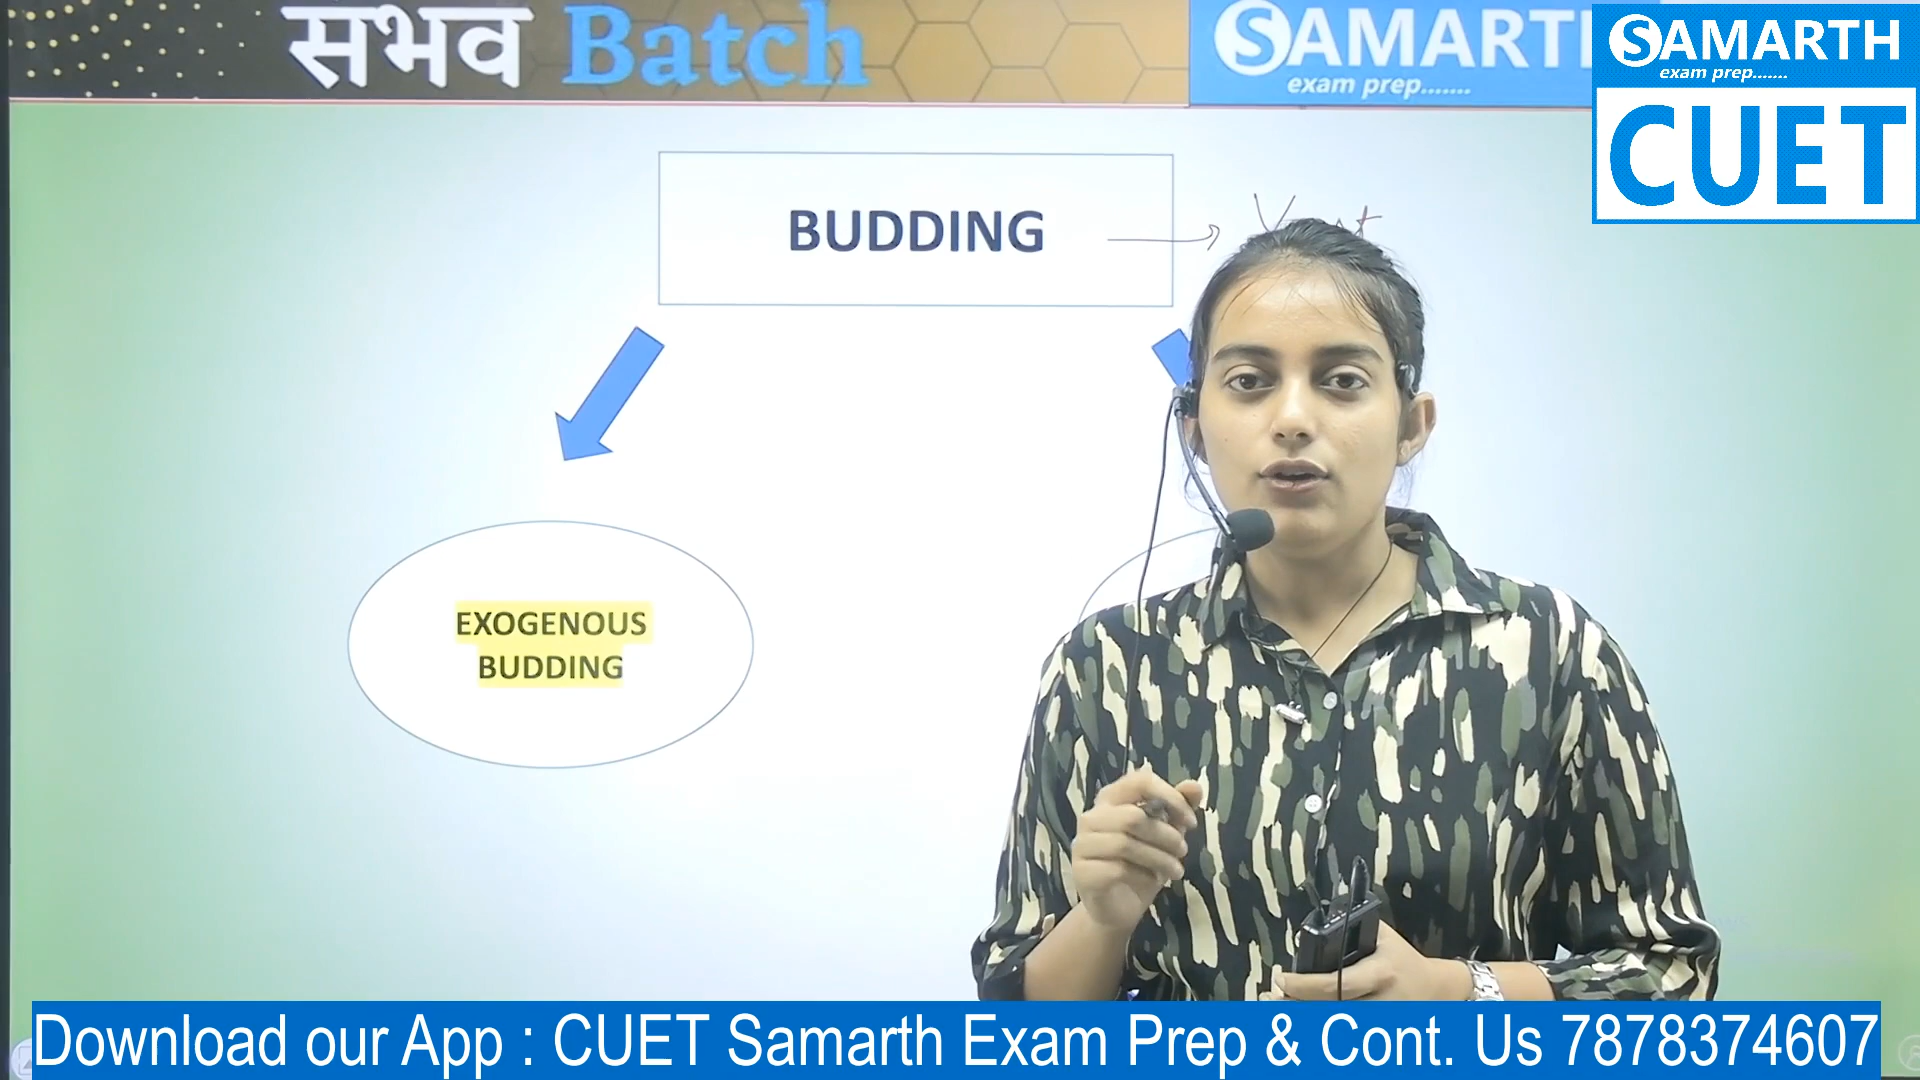 संभव Batch
SAMARTH
exam prep.......
SAMARTH
exam prep.......
CUET
BUDDING
EXOGENOUS
BUDDING
Download our App : CUET Samarth Exam Prep & Cont. Us 7878374607